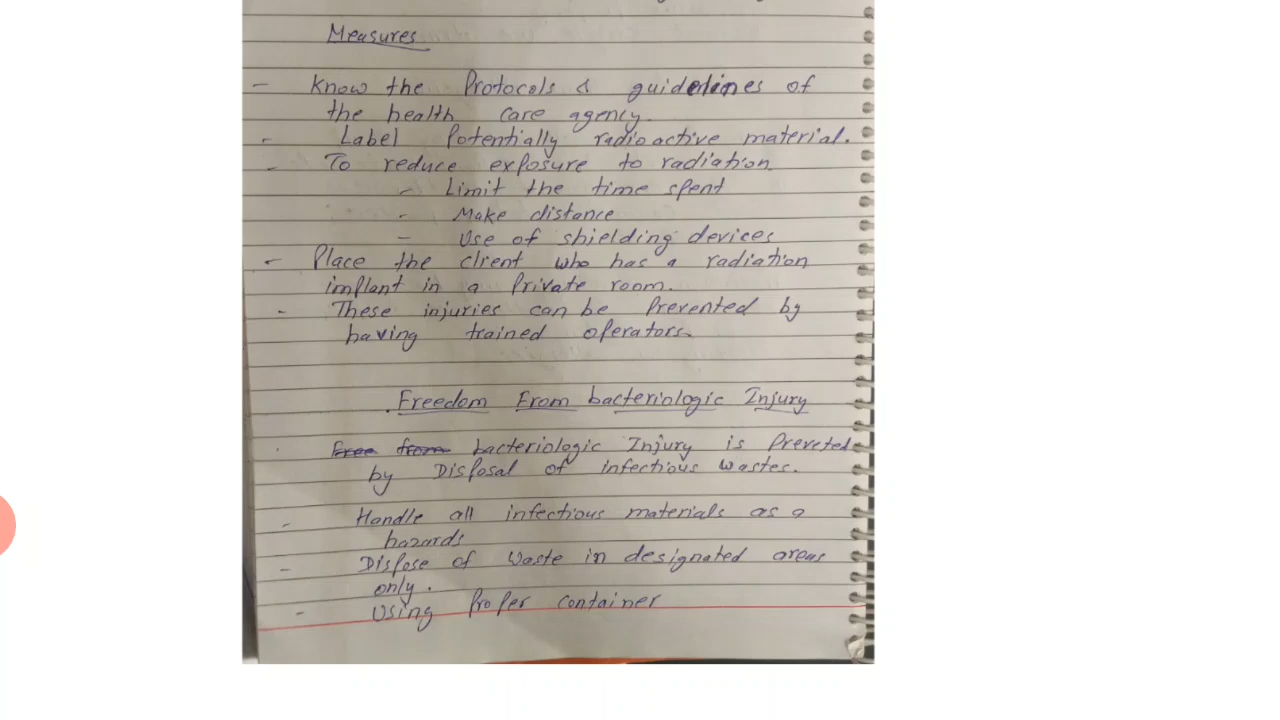 Measures
- Know the Protocols & guidelines of
the health care agency.
- Label Potentially radioactive material.
- To reduce exposure to radiation.
- Limit the time spent
- Make distance
- Use of shielding devices
- Place the client who has a radiation
implant in a Private room.
- These injuries can be Prevented by
having trained operators.
Freedom From bacteriologic Injury
Free from bacteriologic Injury is Preveted
by Disposal of infectious wastes.
- Handle all infectious materials as a
hazards
- Dispose of Waste in designated areas
only.
- Using Proper container